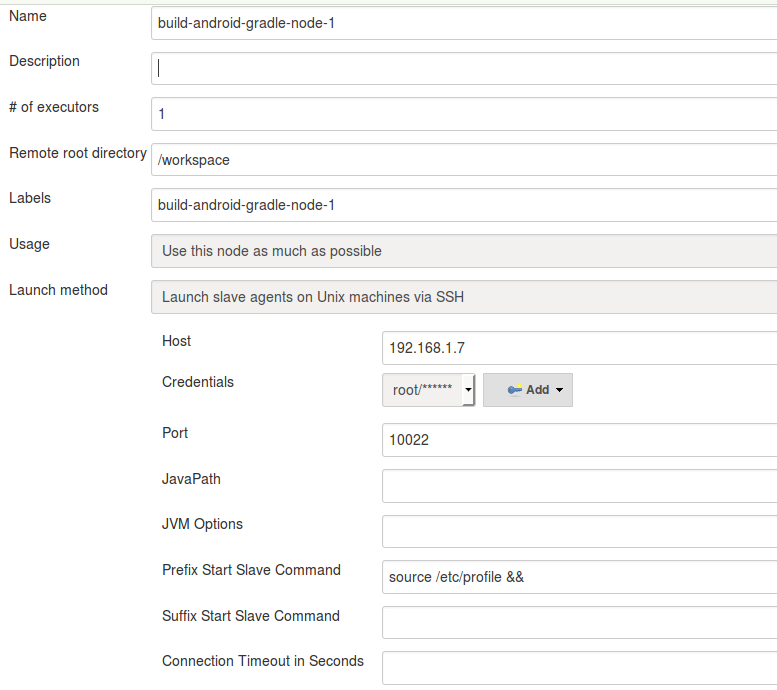 Name build-android-gradle-node-1
Description
# of executors 1
Remote root directory /workspace
Labels build-android-gradle-node-1
Usage Use this node as much as possible
Launch method Launch slave agents on Unix machines via SSH
Host 192.168.1.7
Credentials root/****** Add
Port 10022
JavaPath
JVM Options
Prefix Start Slave Command source /etc/profile &&
Suffix Start Slave Command
Connection Timeout in Seconds